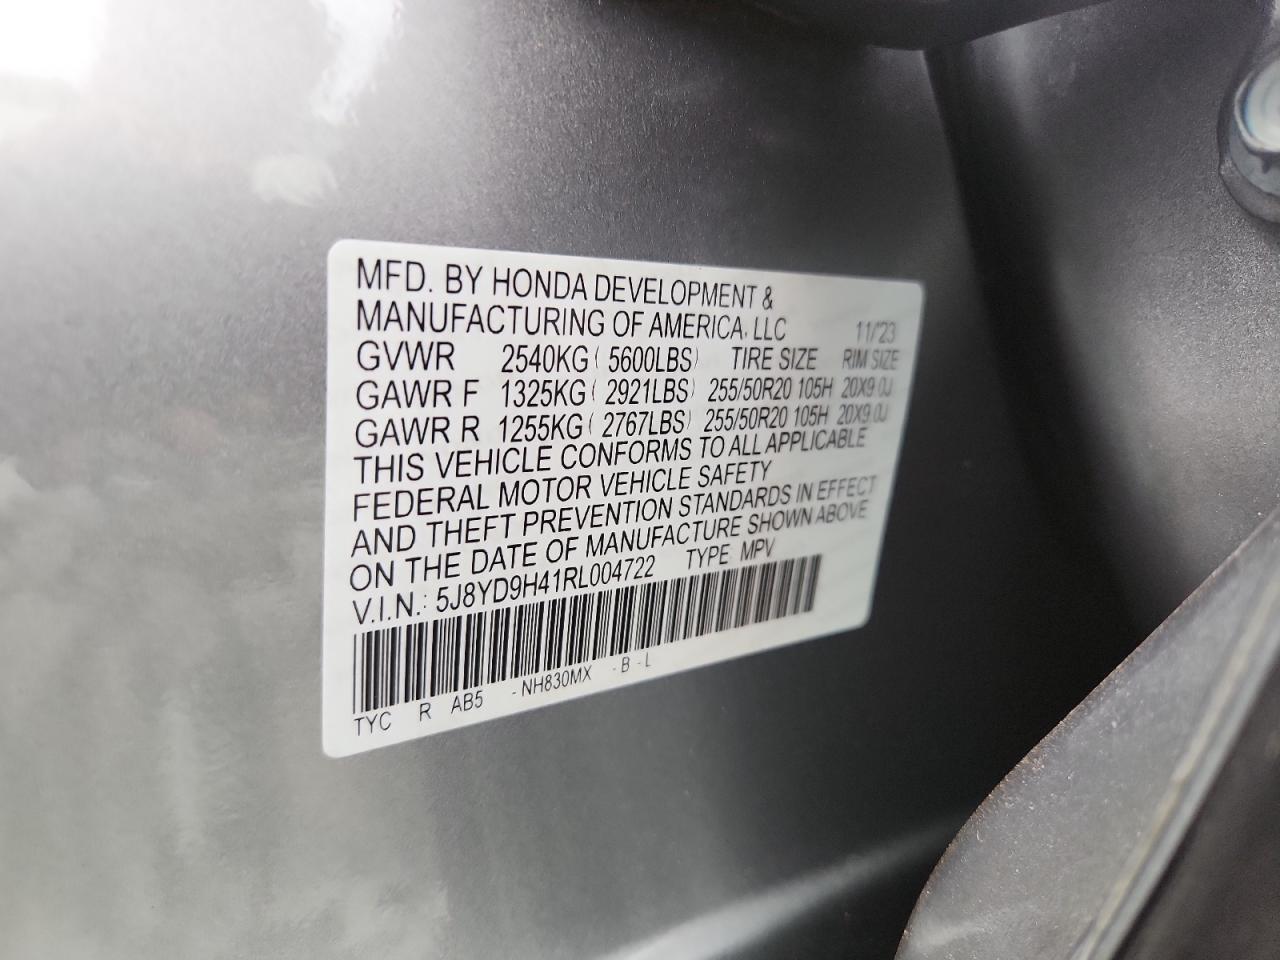 MFD. BY HONDA DEVELOPMENT &
MANUFACTURING OF AMERICA, LLC 11/'23
GVWR 2540KG ( 5600LBS) TIRE SIZE RIM SIZE
GAWR F 1325KG ( 2921LBS) 255/50R20 105H 20X9.0J
GAWR R 1255KG ( 2767LBS) 255/50R20 105H 20X9.0J
THIS VEHICLE CONFORMS TO ALL APPLICABLE
FEDERAL MOTOR VEHICLE SAFETY
AND THEFT PREVENTION STANDARDS IN EFFECT
ON THE DATE OF MANUFACTURE SHOWN ABOVE
V.I.N.: 5J8YD9H41RL004722 TYPE: MPV
TYC R AB5 -NH830MX -B-L